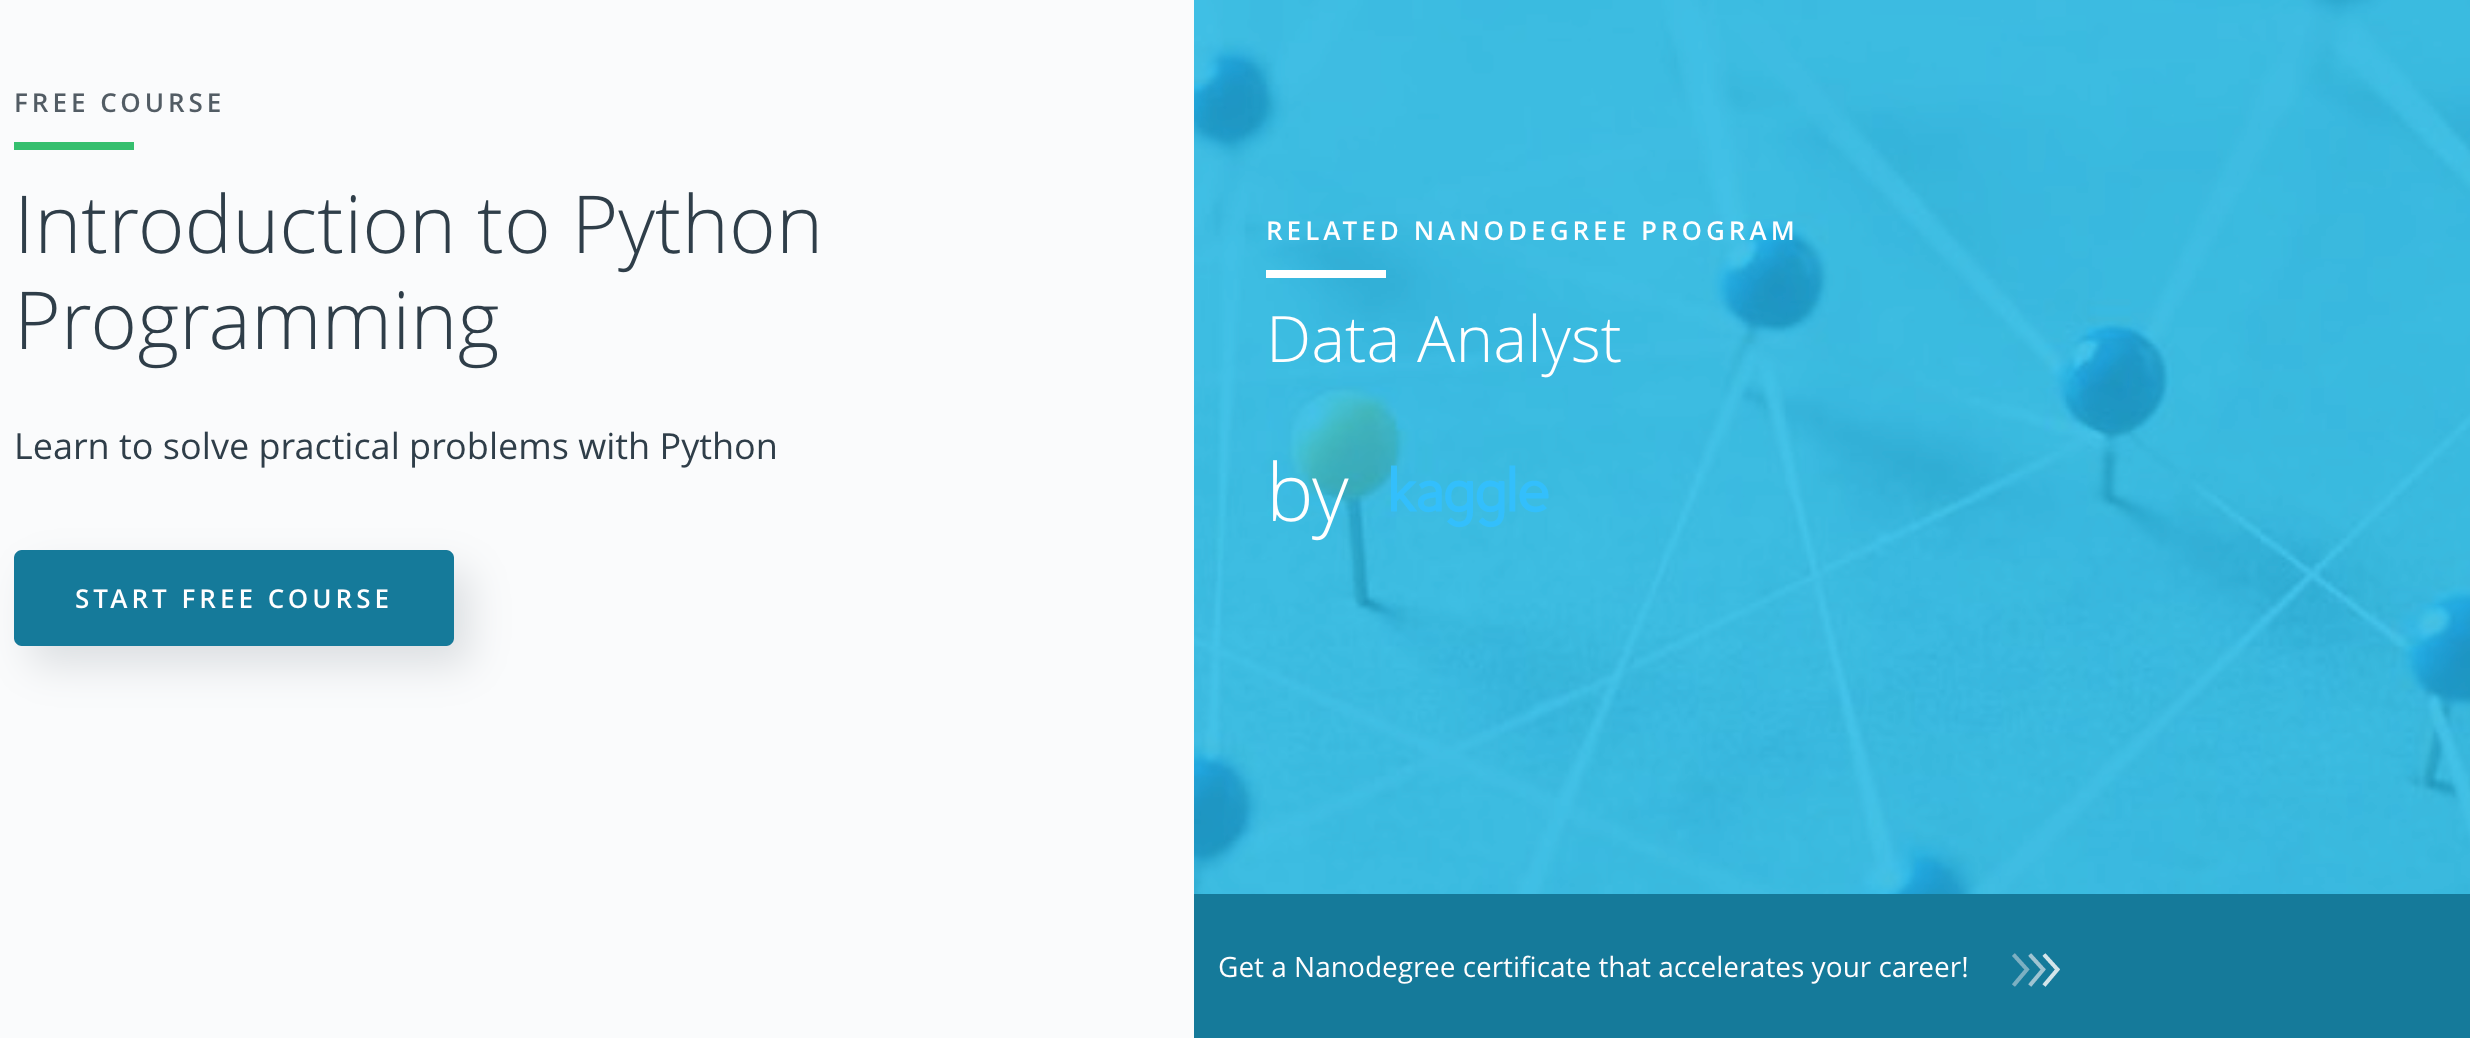 FREE COURSE
Introduction to Python
Programming
Learn to solve practical problems with Python
START FREE COURSE
RELATED NANODEGREE PROGRAM
Data Analyst
by kaggle
Get a Nanodegree certificate that accelerates your career!